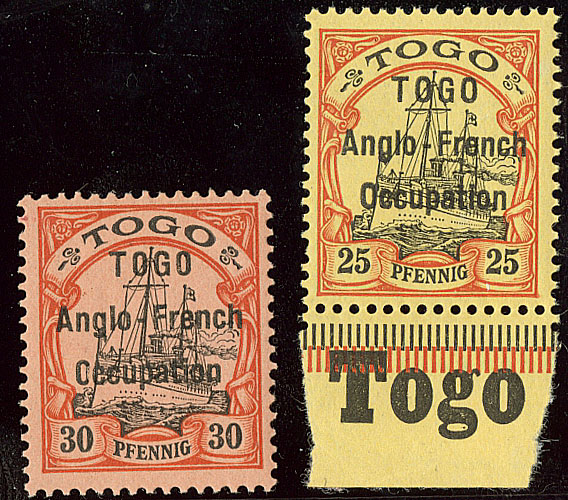 TOGO
TOGO
Anglo French
Occupation
30 PFENNIG 30
TOGO
TOGO
Anglo-French
Occupation
25 PFENNIG 25
Togo